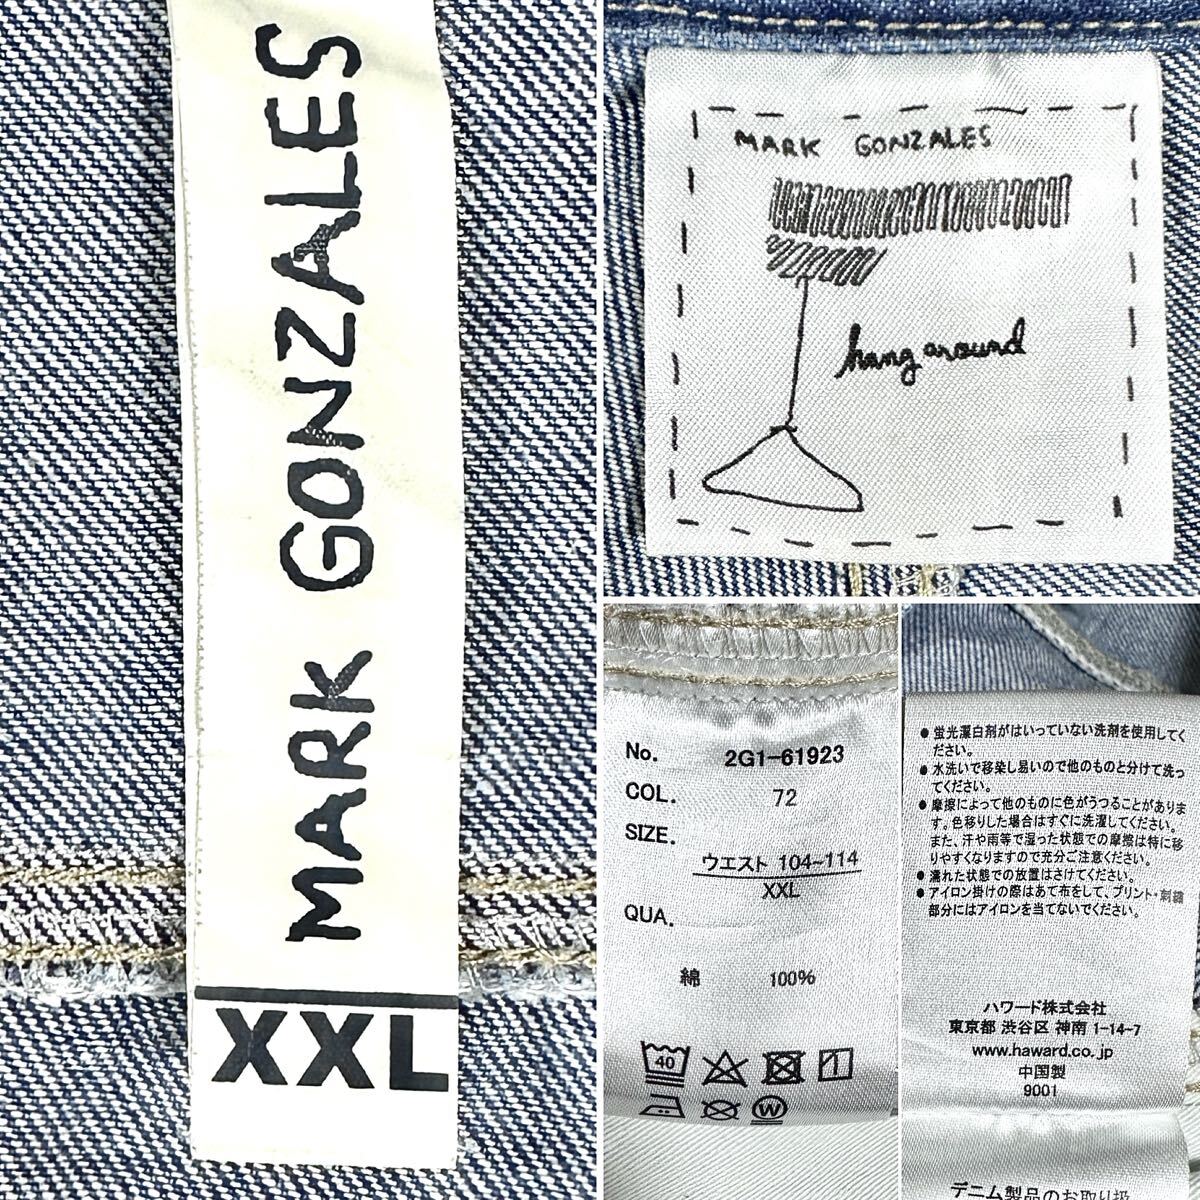 MARK GONZALES
XXL
MARK GONZALES
hang around
No. 2G1-61923
COL. 72
SIZE.
ウエスト 104~114
XXL
QUA.
綿 100%
40
W
●蛍光漂白剤がはいっていない洗剤を使用してく
ださい。
●水洗いで移染し易いので他のものと分けて洗っ
てください。
●摩擦によって他のものに色がうつることがありま
す。色移りした場合はすぐに洗濯してください。
また、汗や雨等で湿った状態での摩擦は特に移
りやすくなりますので充分ご注意ください。
●濡れた状態での放置はさけてください。
●アイロン掛けの際はあて布をして、プリント・刺繍
部分にはアイロンを当てないでください。
ハワード株式会社
東京都 渋谷区 神南 1-14-7
www.haward.co.jp
中国製
9001
デニム製品のお取り扱